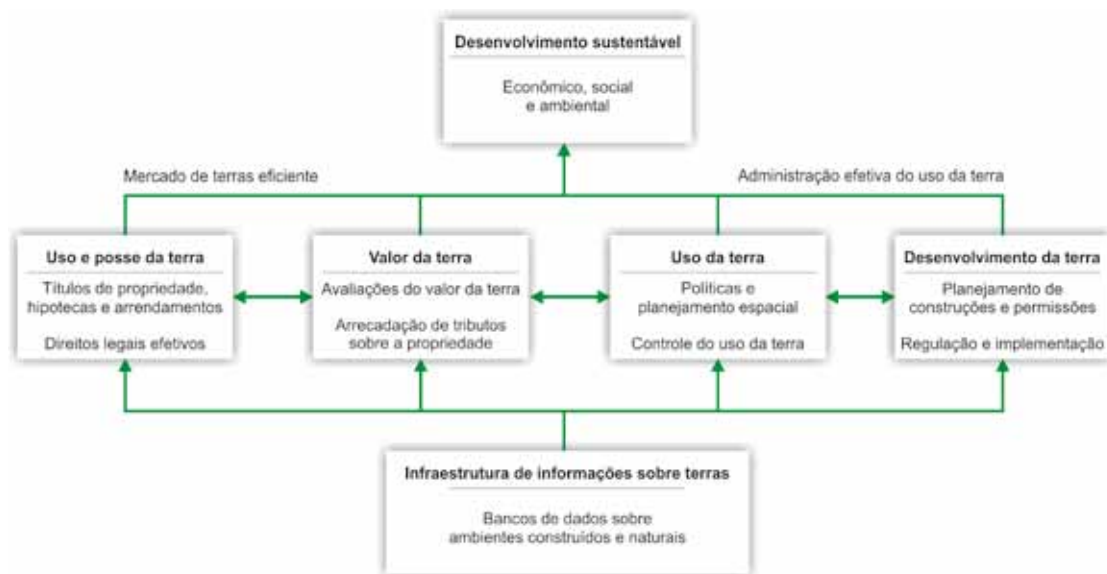 Desenvolvimento sustentável
Econômico, social
e ambiental
Mercado de terras eficiente
Administração efetiva do uso da terra
Uso e posse da terra
Títulos de propriedade,
hipotecas e arrendamentos
Direitos legais efetivos
Valor da terra
Avaliações do valor da terra
Arrecadação de tributos
sobre a propriedade
Uso da terra
Políticas e
planejamento espacial
Controle do uso da terra
Desenvolvimento da terra
Planejamento de
construções e permissões
Regulação e implementação
Infraestrutura de informações sobre terras
Bancos de dados sobre
ambientes construídos e naturais